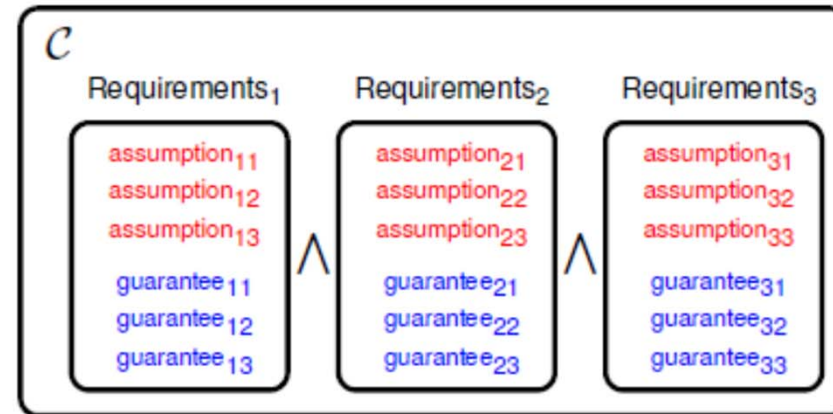 𝒞
Requirements₁ Requirements₂ Requirements₃
assumption₁₁ assumption₂₁ assumption₃₁
assumption₁₂ assumption₂₂ assumption₃₂
assumption₁₃ assumption₂₃ assumption₃₃
∧ ∧
guarantee₁₁ guarantee₂₁ guarantee₃₁
guarantee₁₂ guarantee₂₂ guarantee₃₂
guarantee₁₃ guarantee₂₃ guarantee₃₃